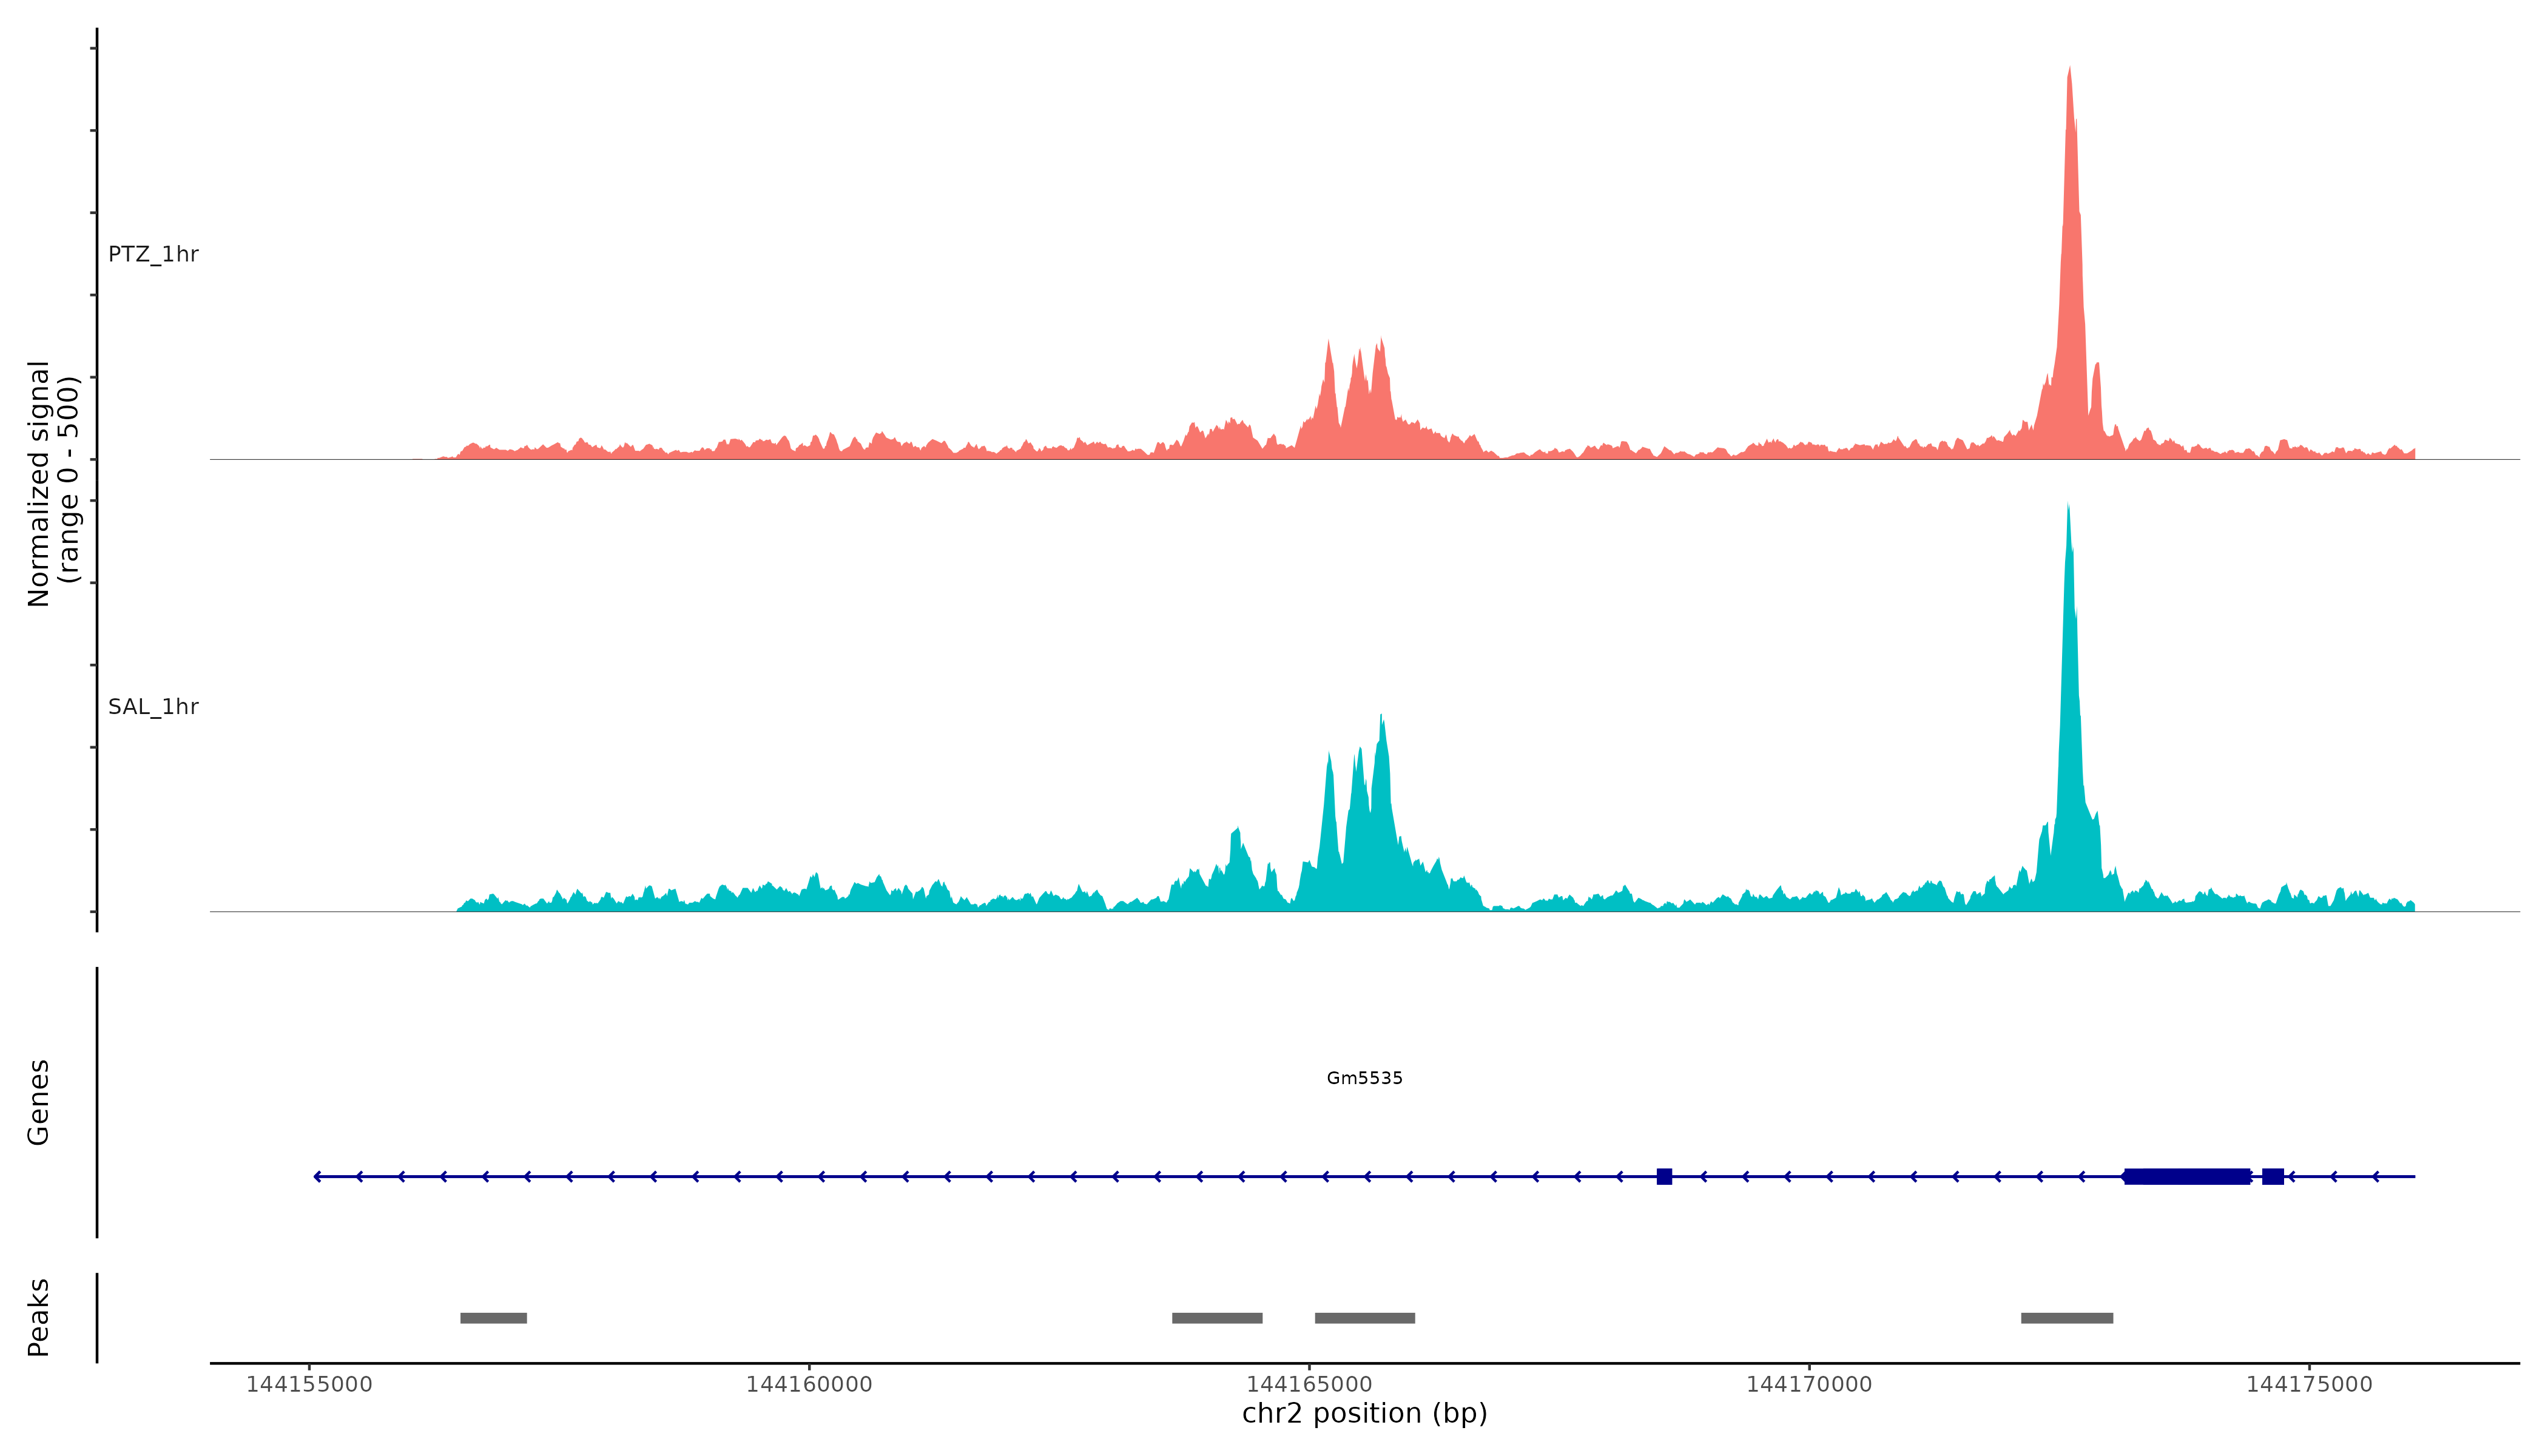 Normalized signal
(range 0 - 500)
PTZ_1hr
SAL_1hr
Genes
Gm5535
Peaks
144155000
144160000
144165000
144170000
144175000
chr2 position (bp)